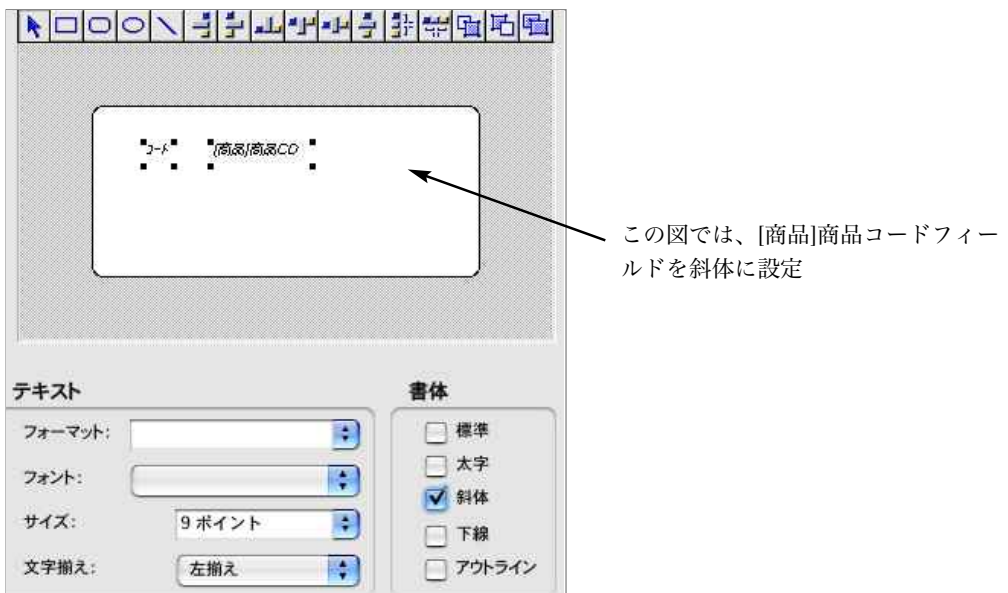 コード [商品]商品CD
この図では、[商品]商品コードフィー
ルドを斜体に設定
テキスト
フォーマット:
フォント:
サイズ: 9 ポイント
文字揃え: 左揃え
書体
標準
太字
斜体
下線
アウトライン